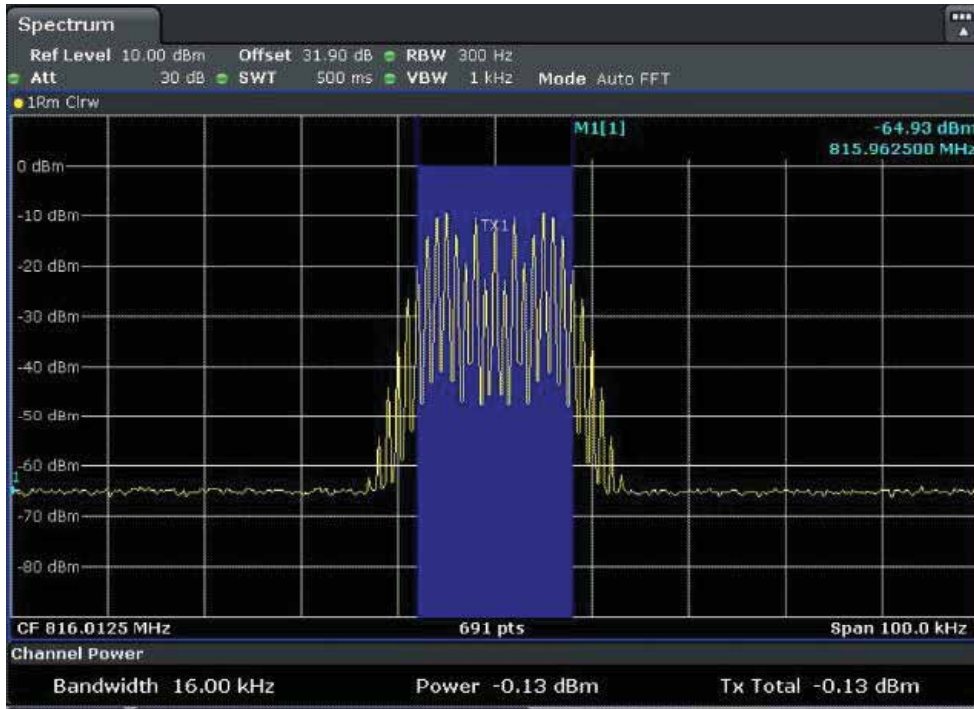 Spectrum
Ref Level 10.00 dBm Offset 31.90 dB RBW 300 Hz
Att 30 dB SWT 500 ms VBW 1 kHz Mode Auto FFT
1Rm Clrw
M1[1] -64.93 dBm
815.962500 MHz
0 dBm
-10 dBm
TX1
-20 dBm
-30 dBm
-40 dBm
-50 dBm
-60 dBm
1
-70 dBm
-80 dBm
CF 816.0125 MHz 691 pts Span 100.0 kHz
Channel Power
Bandwidth 16.00 kHz Power -0.13 dBm Tx Total -0.13 dBm